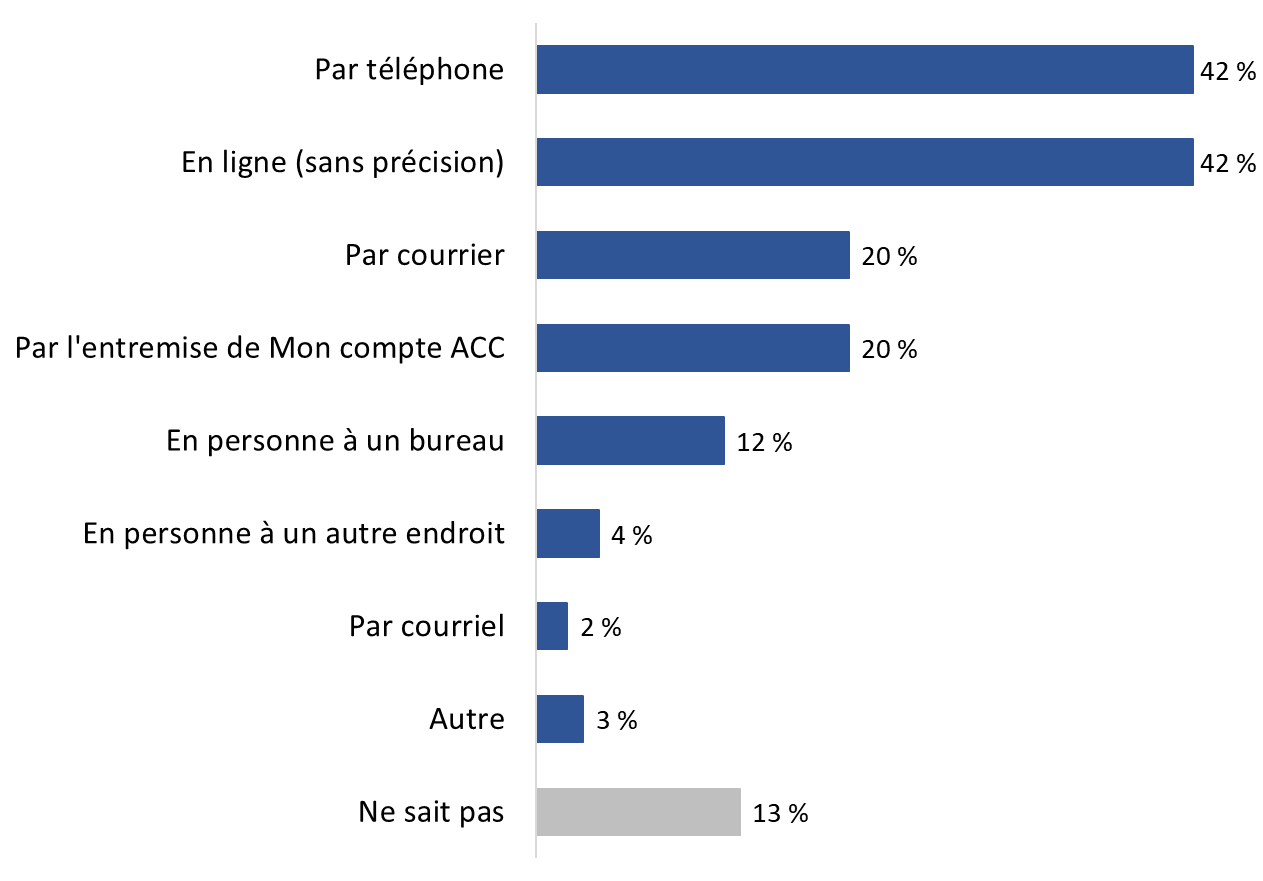 Par téléphone 42 %
En ligne (sans précision) 42 %
Par courrier 20 %
Par l'entremise de Mon compte ACC 20 %
En personne à un bureau 12 %
En personne à un autre endroit 4 %
Par courriel 2 %
Autre 3 %
Ne sait pas 13 %